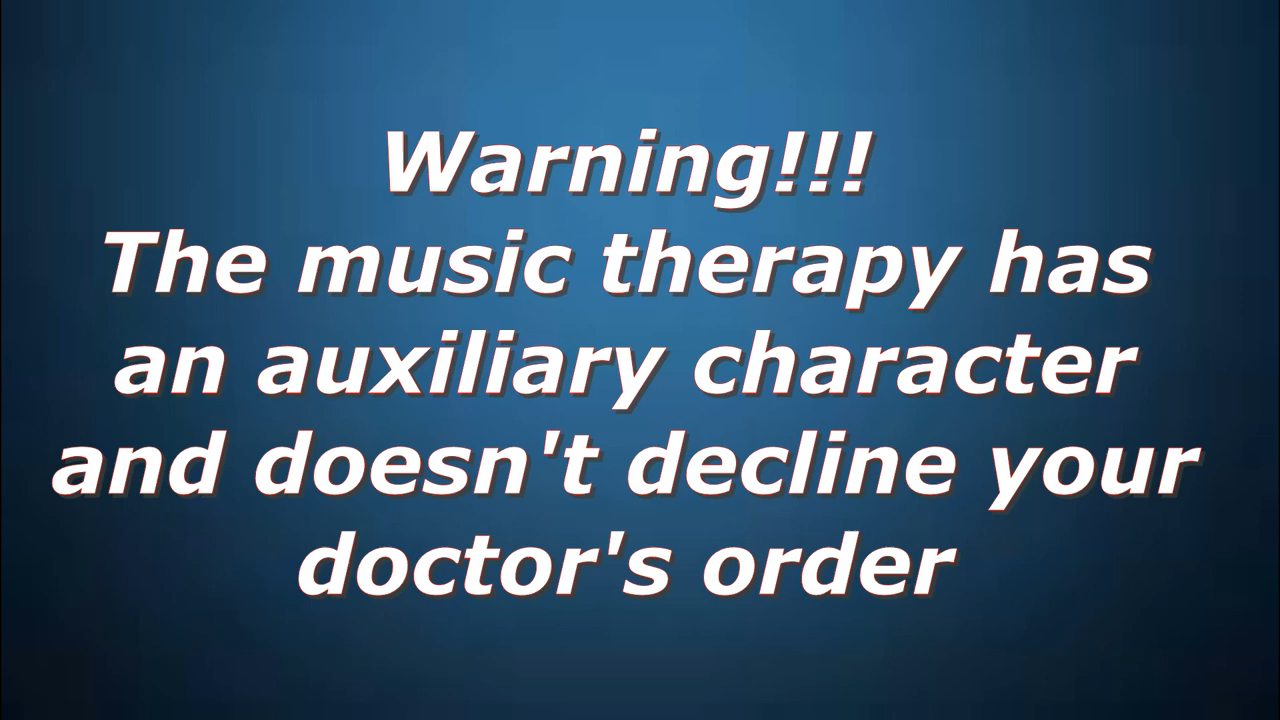 Warning!!!
The music therapy has
an auxiliary character
and doesn't decline your
doctor's order